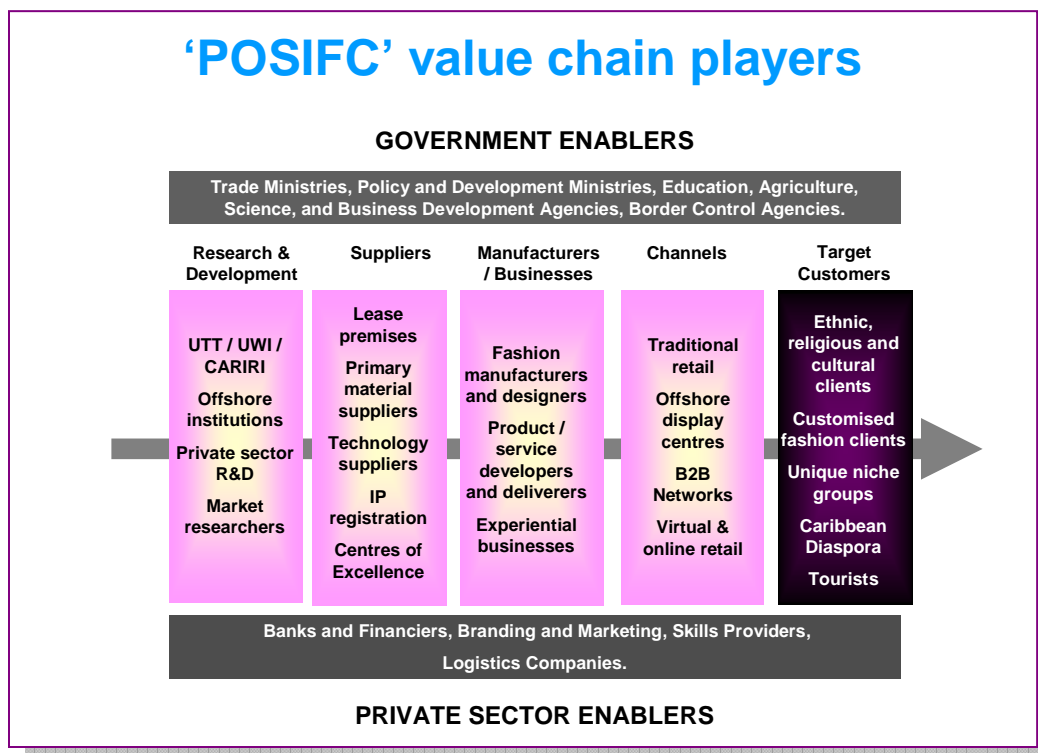 ‘POSIFC’ value chain players
GOVERNMENT ENABLERS
Trade Ministries, Policy and Development Ministries, Education, Agriculture,
Science, and Business Development Agencies, Border Control Agencies.
Research &
Development
UTT / UWI /
CARIRI
Offshore
institutions
Private sector
R&D
Market
researchers
Suppliers
Lease
premises
Primary
material
suppliers
Technology
suppliers
IP
registration
Centres of
Excellence
Manufacturers
/ Businesses
Fashion
manufacturers
and designers
Product /
service
developers
and deliverers
Experiential
businesses
Channels
Traditional
retail
Offshore
display
centres
B2B
Networks
Virtual &
online retail
Target
Customers
Ethnic,
religious and
cultural
clients
Customised
fashion clients
Unique niche
groups
Caribbean
Diaspora
Tourists
Banks and Financiers, Branding and Marketing, Skills Providers,
Logistics Companies.
PRIVATE SECTOR ENABLERS